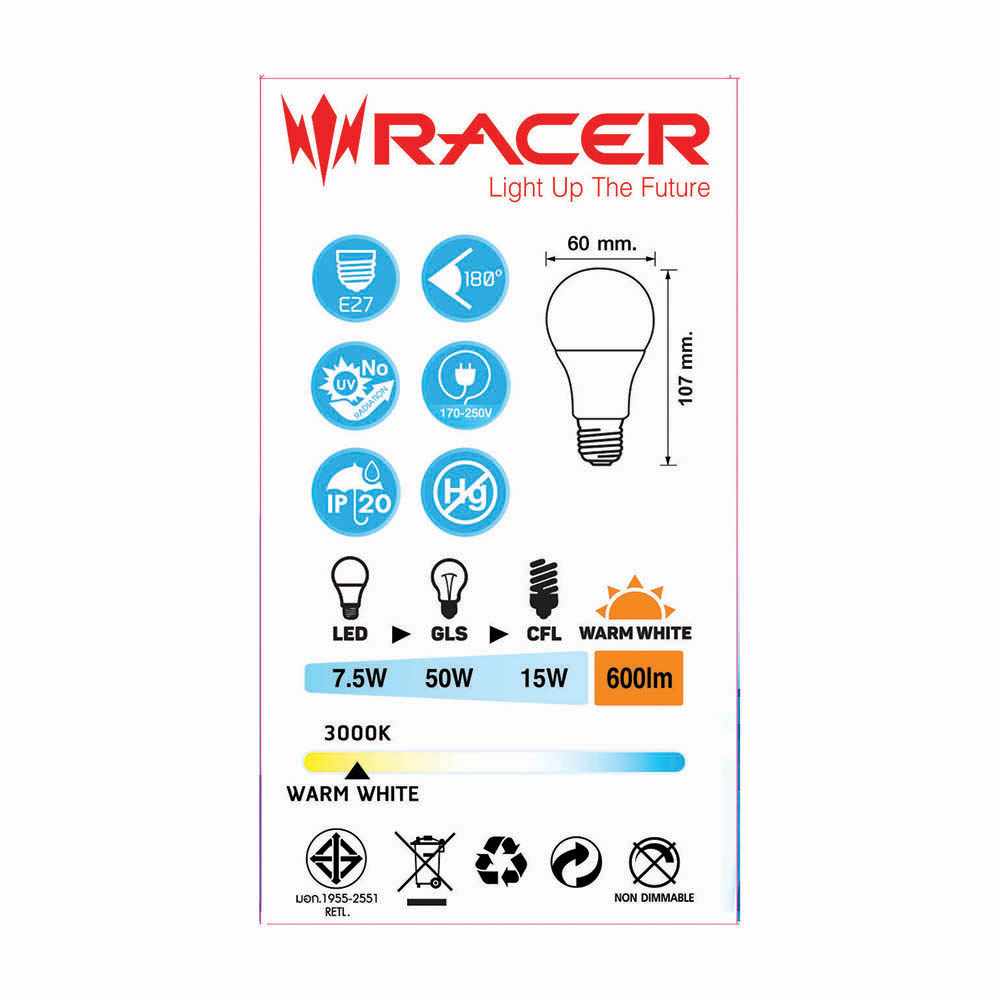 RACER
Light Up The Future
60 mm.
107 mm.
E27
180°
UV No
RADIATION
170-250V
IP 20
Hg
LED GLS CFL WARM WHITE
7.5W 50W 15W 600lm
3000K
WARM WHITE
มอก.1955-2551
RETL.
NON DIMMABLE